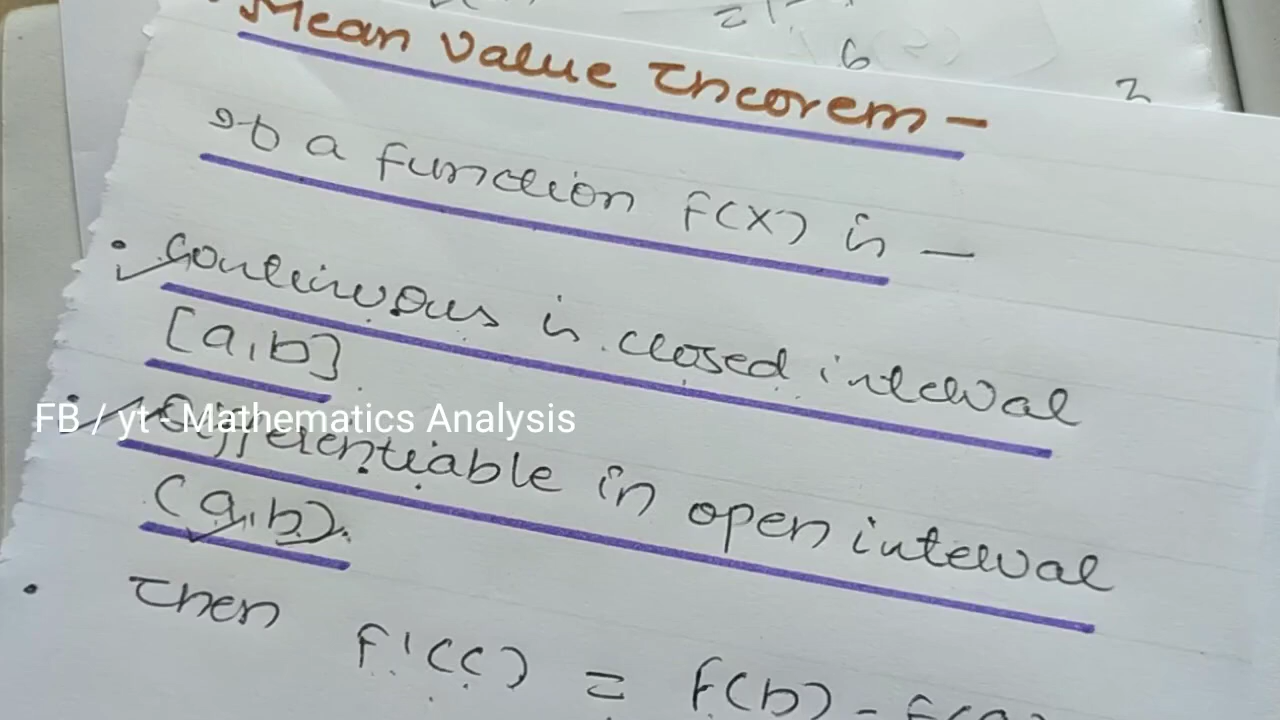 Mean Value Theorem -
If a function f(x) is -
• Continuous in closed interval
[a,b].
FB / yt - Mathematics Analysis
• Differentiable in open interval
(a,b).
• Then f'(c) = f(b) - f(a)